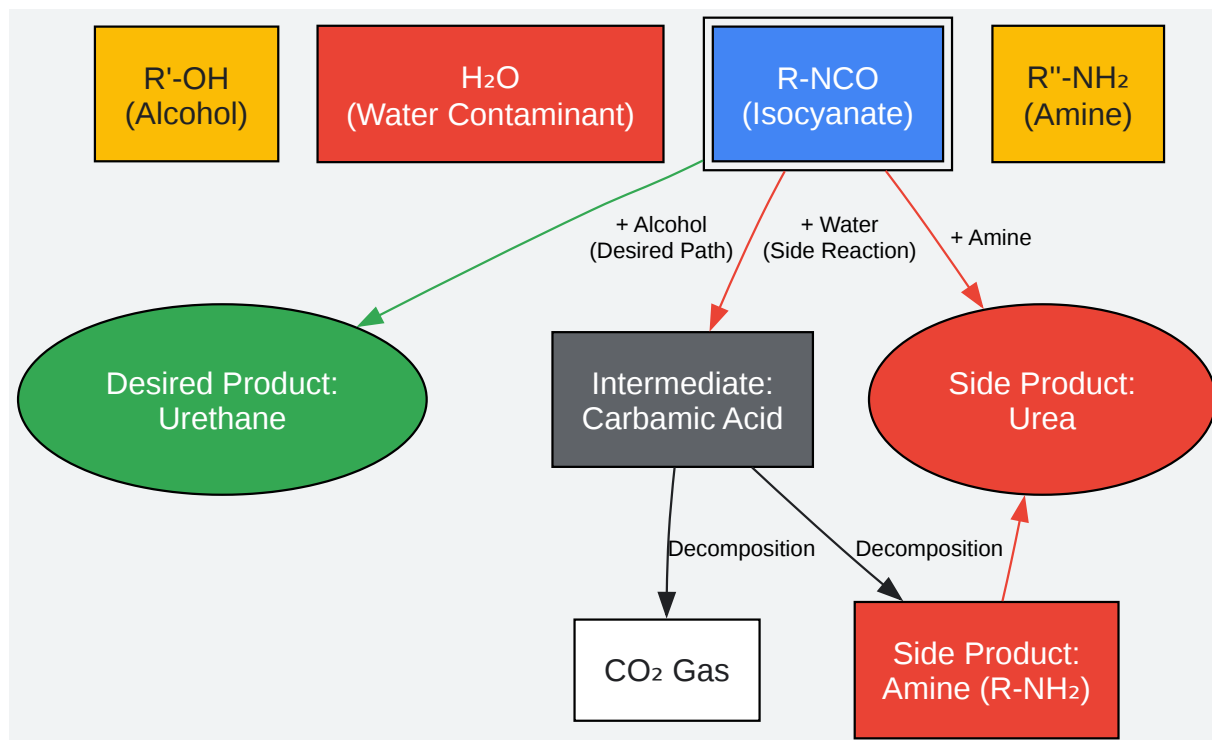 R'-OH
(Alcohol)
H₂O
(Water Contaminant)
R-NCO
(Isocyanate)
R''-NH₂
(Amine)
+ Alcohol
(Desired Path)
+ Water
(Side Reaction)
+ Amine
Desired Product:
Urethane
Intermediate:
Carbamic Acid
Side Product:
Urea
Decomposition
Decomposition
CO₂ Gas
Side Product:
Amine (R-NH₂)